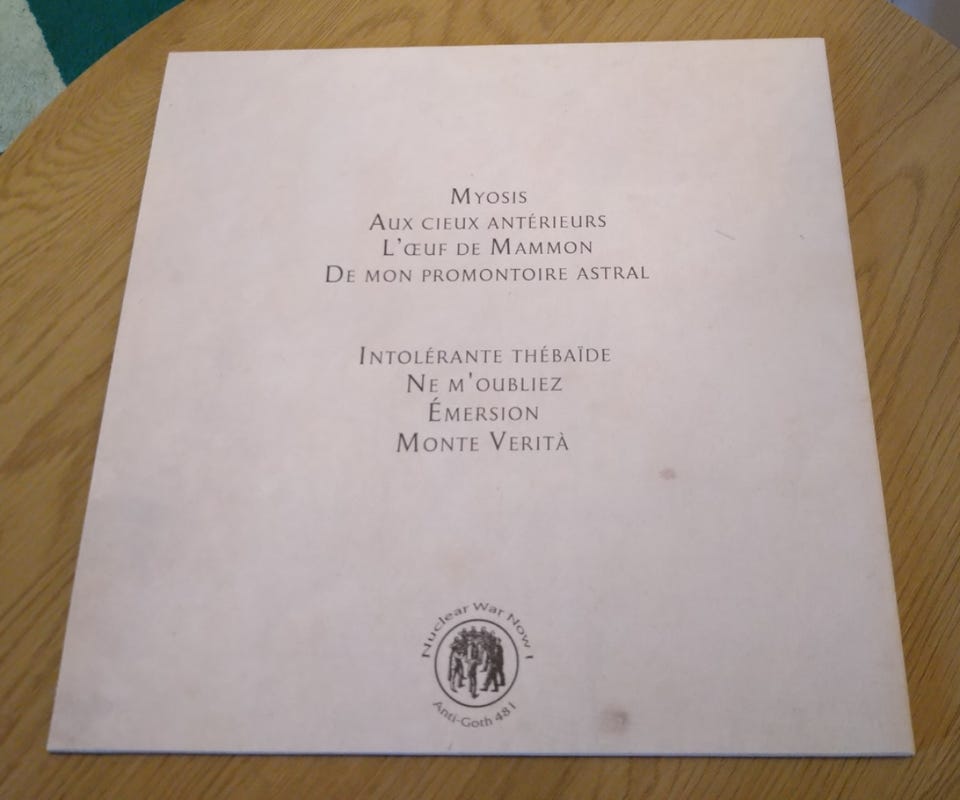 Myosis
Aux cieux antérieurs
L'œuf de Mammon
De mon promontoire astral
Intolérante thébaïde
Ne m'oubliez
Émersion
Monte Verità
Nuclear War Now !
Anti-Goth 481